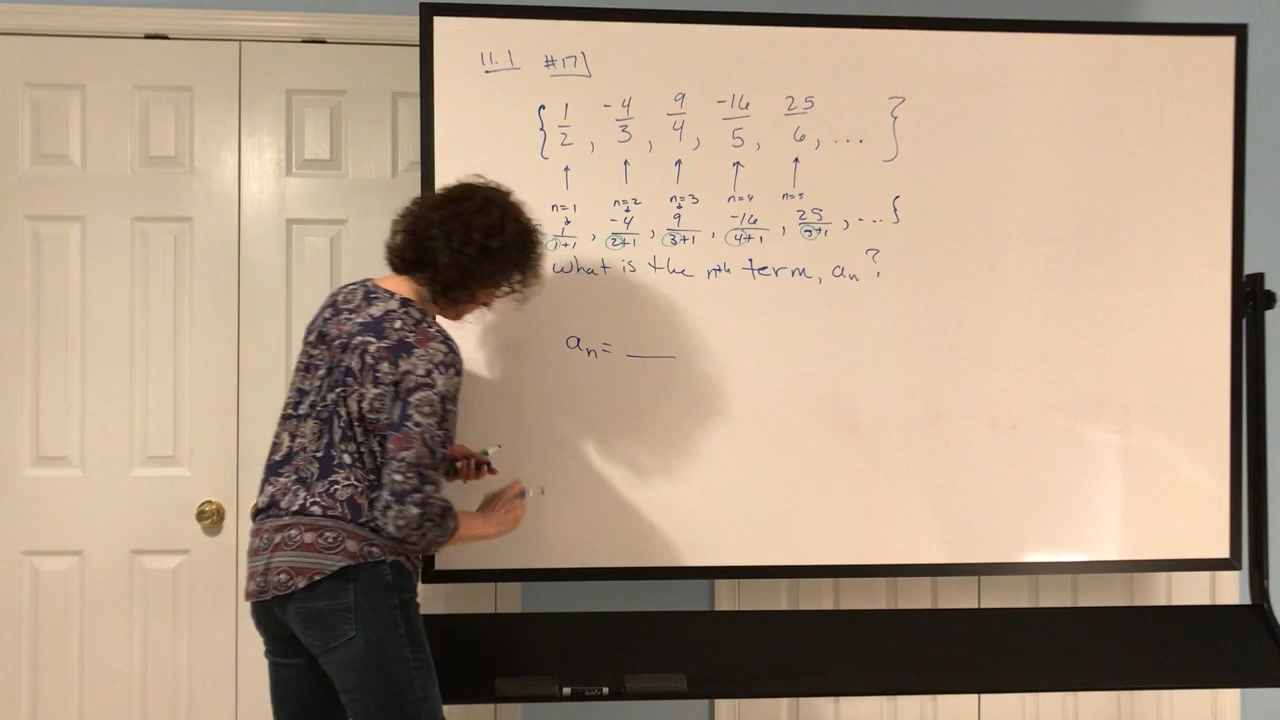 11.1 #17]
{ 1/2 , -4/3 , 9/4 , -16/5 , 25/6 , ... }
↑ ↑ ↑ ↑ ↑
n=1 n=2 n=3 n=4 n=5
1/1+1 , -4/2+1 , 9/3+1 , -16/4+1 , 25/5+1 , ... }
What is the nth term, an?
an = ___